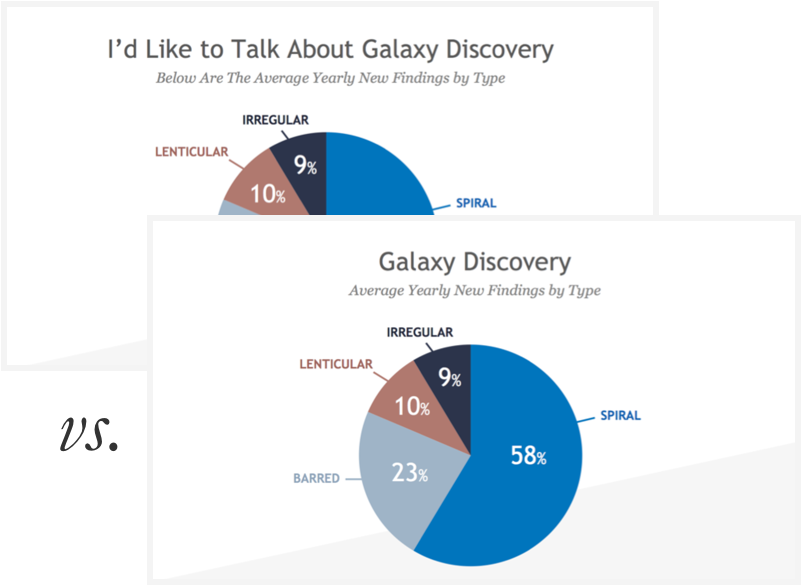 I’d Like to Talk About Galaxy Discovery
Below Are The Average Yearly New Findings by Type
IRREGULAR
LENTICULAR
9%
10%
SPIRAL
Galaxy Discovery
Average Yearly New Findings by Type
IRREGULAR
LENTICULAR
9%
10%
SPIRAL
58%
23%
BARRED
vs.